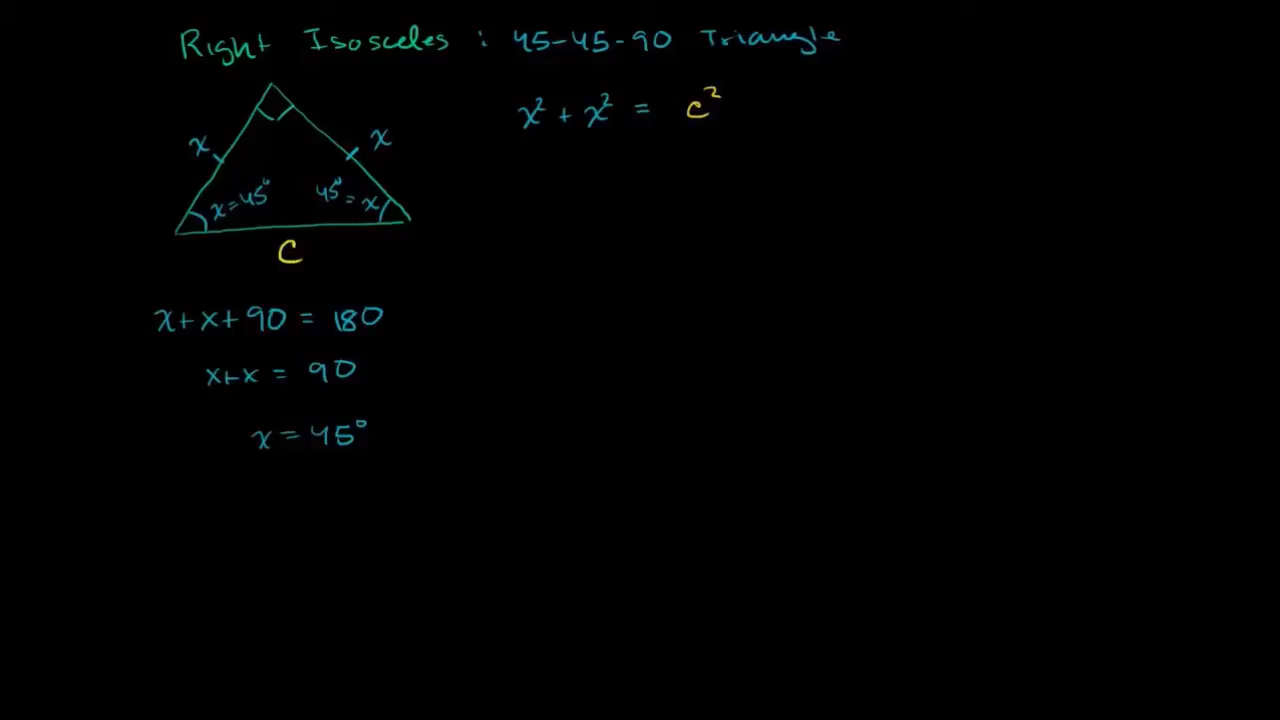 Right Isosceles : 45-45-90 Triangle
x² + x² = c²
x
x
x=45°
45°=x
C
x+x+90 = 180
x+x = 90
x=45°